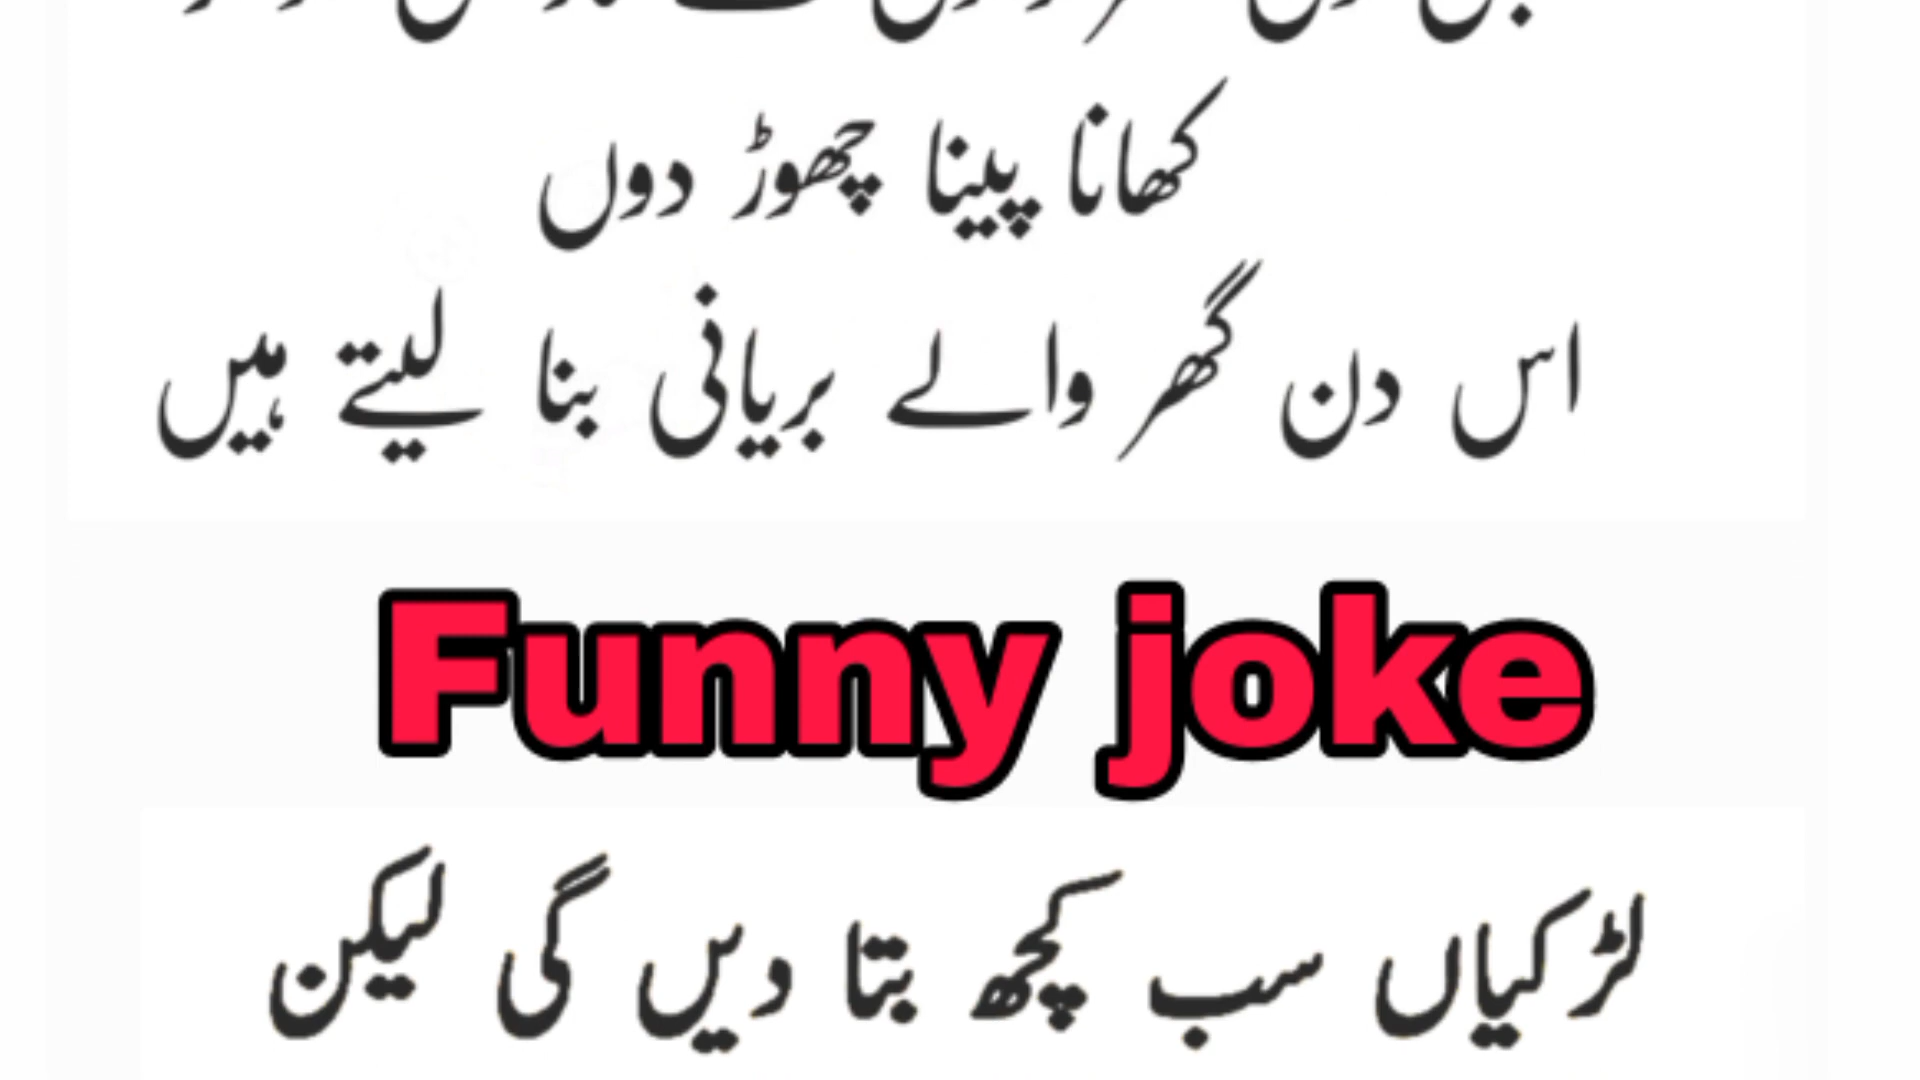 کھانا پینا چھوڑ دوں
اس دن گھر والے بریانی بنا لیتے ہیں
Funny joke
لڑکیاں سب کچھ بتا دیں گی لیکن